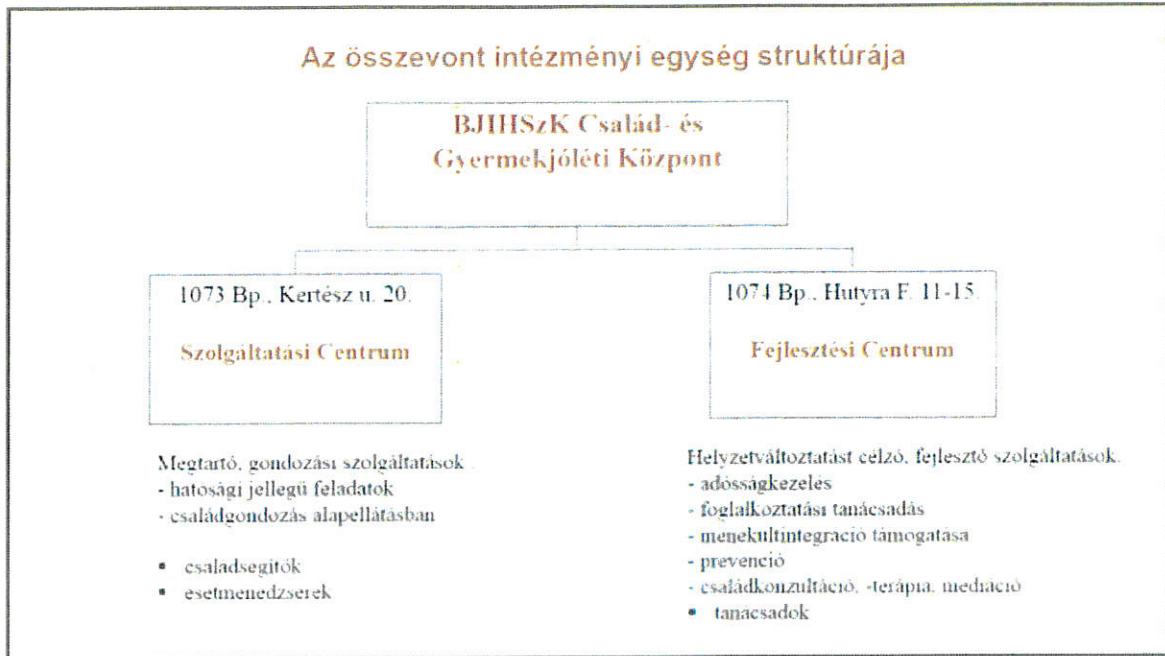 Az összevont intézményi egység struktúrája
BJIHSzK Család- és
Gyermekjóléti Központ
1073 Bp., Kertész u. 20.
Szolgáltatási Centrum
Megtartó, gondozási szolgáltatások
- hatósági jellegű feladatok
- családgondozás alapellátásban
• családsegítők
• esetmenedzserek
1074 Bp., Hutyra F. 11-15.
Fejlesztési Centrum
Helyzetváltoztatást célzó, fejlesztő szolgáltatások.
- adósságkezelés
- foglalkoztatási tanácsadás
- menekültintegráció támogatása
- prevenció
- családkonzultáció, -terápia, mediáció
• tanácsadók